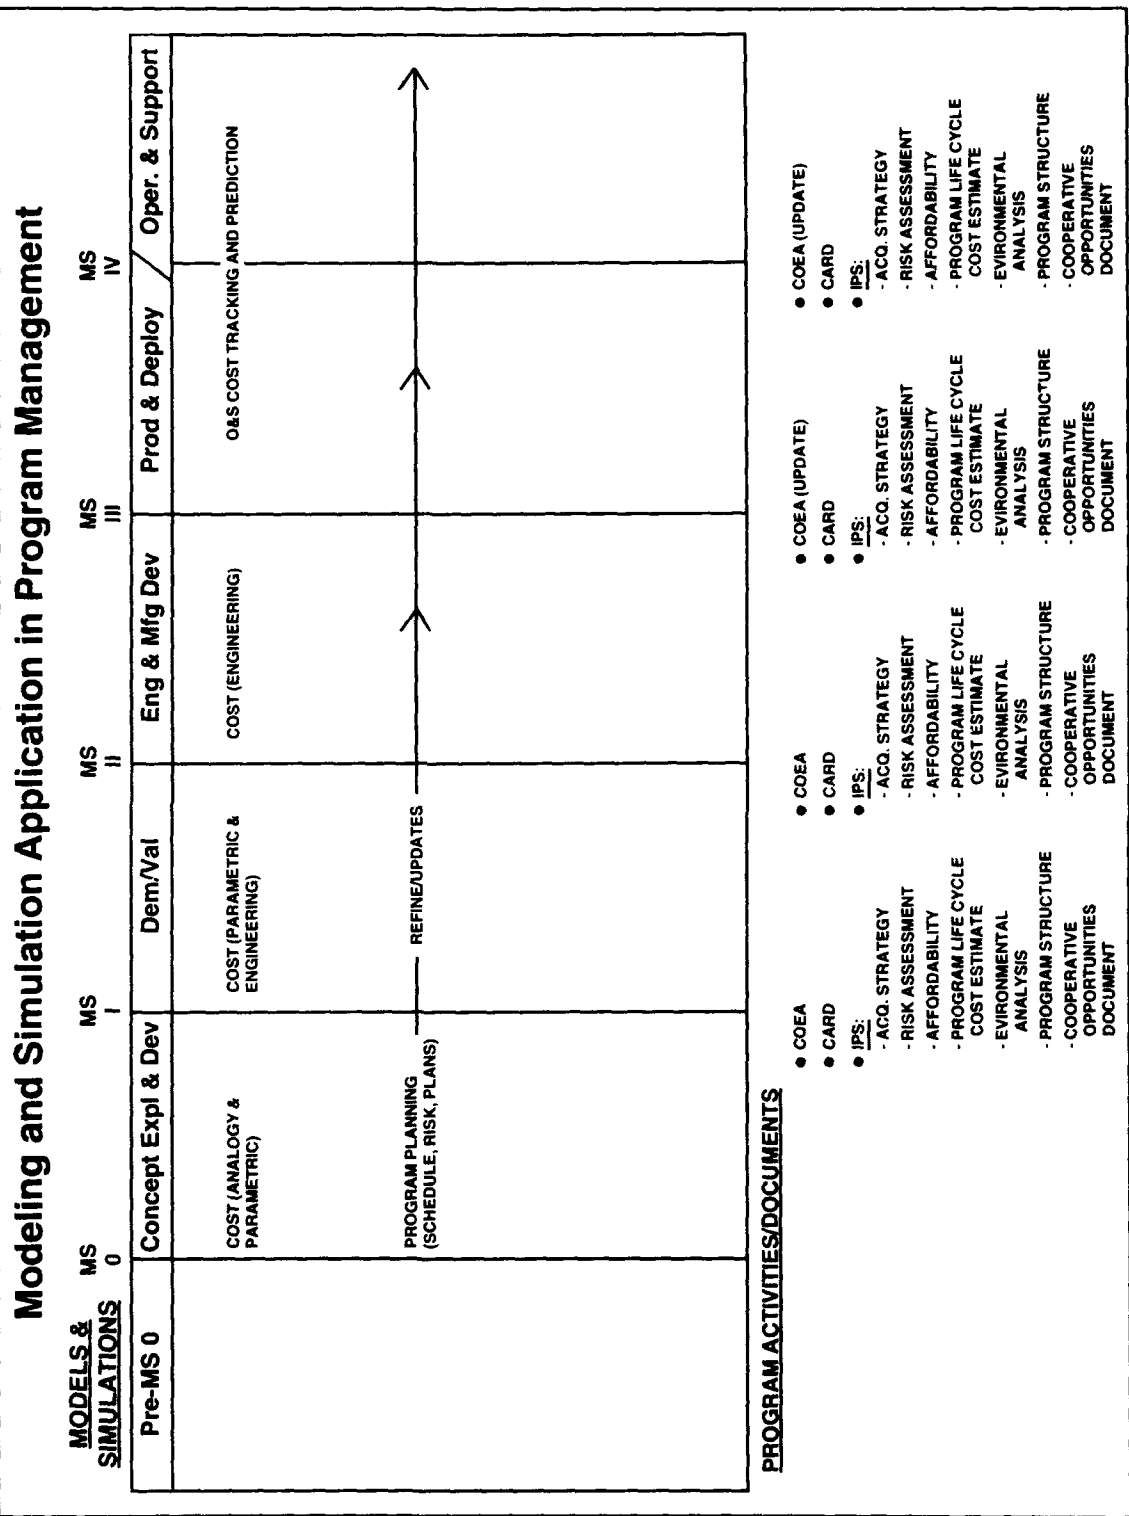 Modeling and Simulation Application in Program Management
MODELS &
SIMULATIONS
MS
0
MS
I
MS
II
MS
III
MS
IV
Pre-MS 0
Concept Expl & Dev
Dem/Val
Eng & Mfg Dev
Prod & Deploy
Oper. & Support
COST (ANALOGY &
PARAMETRIC)
COST (PARAMETRIC &
ENGINEERING)
COST (ENGINEERING)
O&S COST TRACKING AND PREDICTION
PROGRAM PLANNING
(SCHEDULE, RISK, PLANS)
REFINE/UPDATES
PROGRAM ACTIVITIES/DOCUMENTS
● COEA
● CARD
● IPS:
- ACQ. STRATEGY
- RISK ASSESSMENT
- AFFORDABILITY
- PROGRAM LIFE CYCLE
COST ESTIMATE
- EVIRONMENTAL
ANALYSIS
- PROGRAM STRUCTURE
- COOPERATIVE
OPPORTUNITIES
DOCUMENT
● COEA
● CARD
● IPS:
- ACQ. STRATEGY
- RISK ASSESSMENT
- AFFORDABILITY
- PROGRAM LIFE CYCLE
COST ESTIMATE
- EVIRONMENTAL
ANALYSIS
- PROGRAM STRUCTURE
- COOPERATIVE
OPPORTUNITIES
DOCUMENT
● COEA (UPDATE)
● CARD
● IPS:
- ACQ. STRATEGY
- RISK ASSESSMENT
- AFFORDABILITY
- PROGRAM LIFE CYCLE
COST ESTIMATE
- EVIRONMENTAL
ANALYSIS
- PROGRAM STRUCTURE
- COOPERATIVE
OPPORTUNITIES
DOCUMENT
● COEA (UPDATE)
● CARD
● IPS:
- ACQ. STRATEGY
- RISK ASSESSMENT
- AFFORDABILITY
- PROGRAM LIFE CYCLE
COST ESTIMATE
- EVIRONMENTAL
ANALYSIS
- PROGRAM STRUCTURE
- COOPERATIVE
OPPORTUNITIES
DOCUMENT